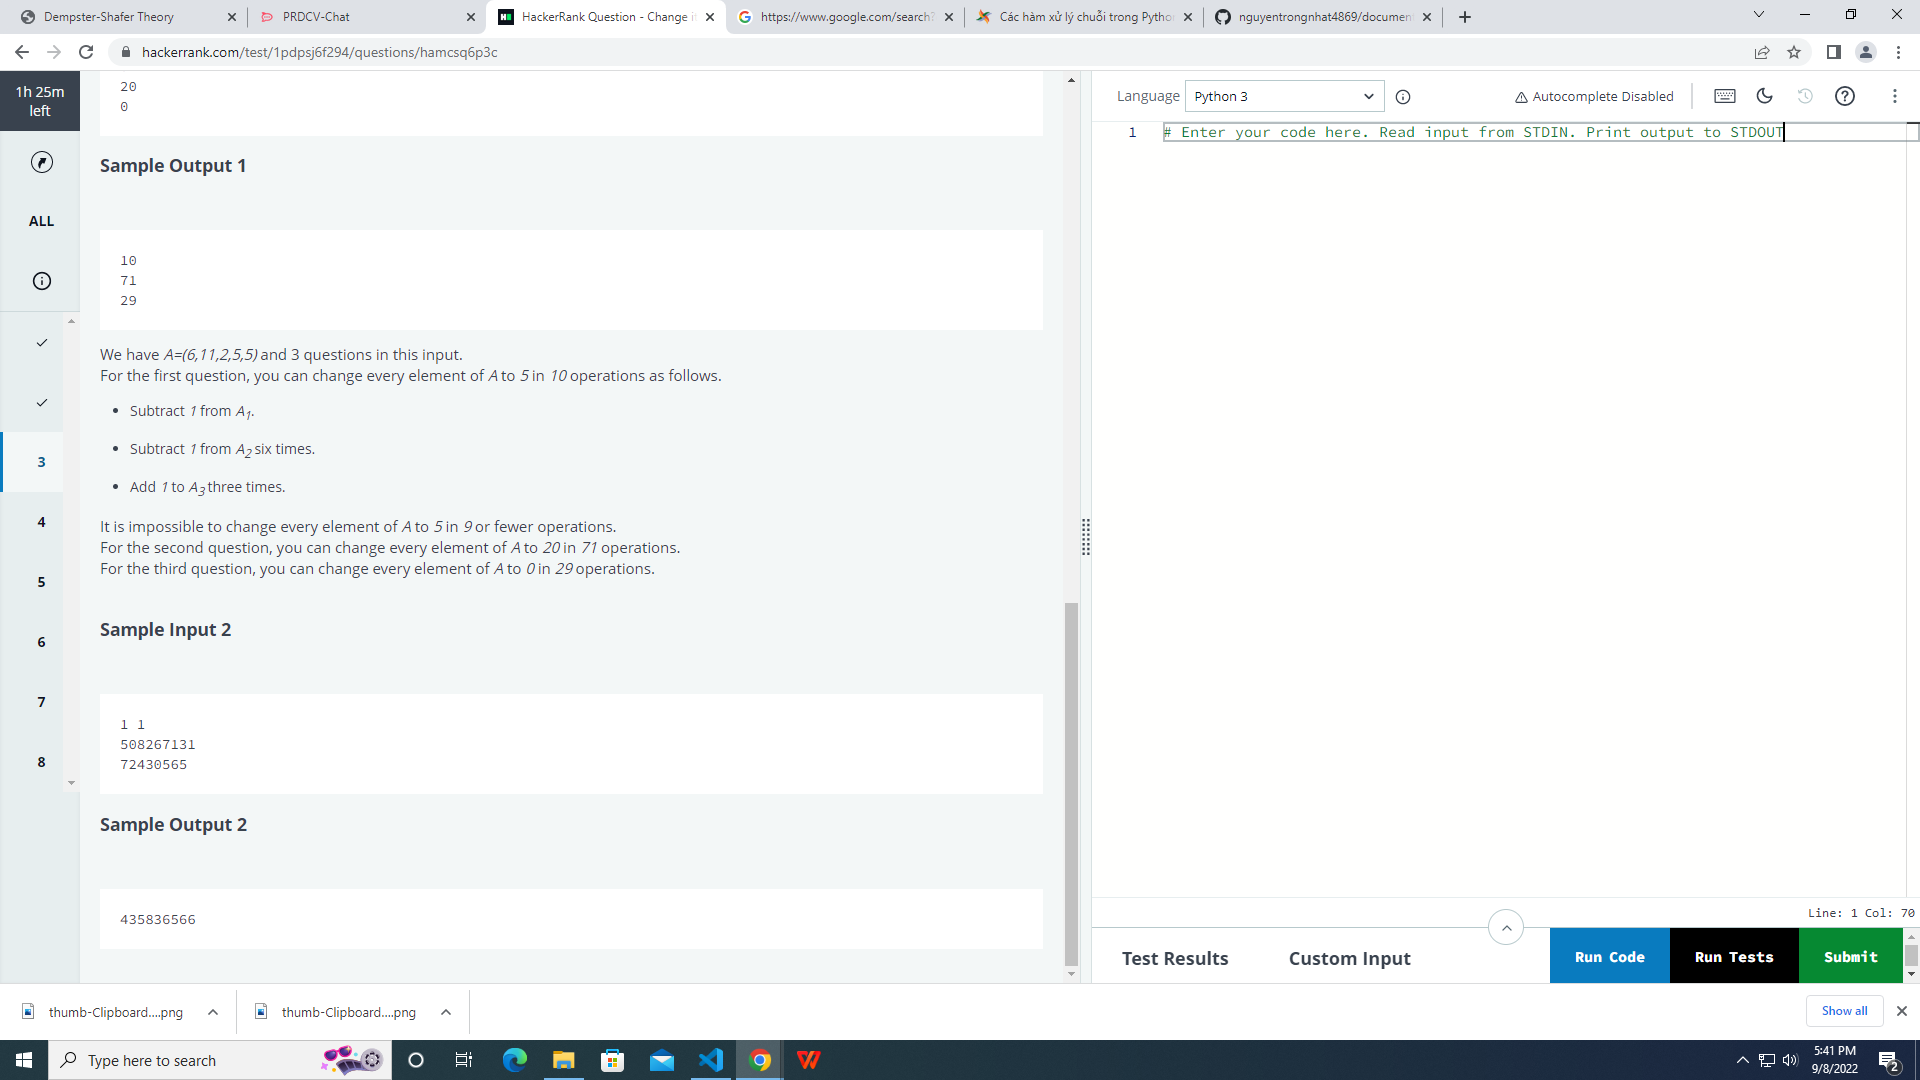 Dempster-Shafer Theory
PRDCV-Chat
HackerRank Question - Change it
https://www.google.com/search?
Các hàm xử lý chuỗi trong Pytho
nguyentrongnhat4869/documen
hackerrank.com/test/1pdpsj6f294/questions/hamcsq6p3c
1h 25m
left
ALL
3
4
5
6
7
8
20
0
Sample Output 1
10
71
29
We have A=(6,11,2,5,5) and 3 questions in this input.
For the first question, you can change every element of A to 5 in 10 operations as follows.
• Subtract 1 from A1.
• Subtract 1 from A2 six times.
• Add 1 to A3 three times.
It is impossible to change every element of A to 5 in 9 or fewer operations.
For the second question, you can change every element of A to 20 in 71 operations.
For the third question, you can change every element of A to 0 in 29 operations.
Sample Input 2
1 1
508267131
72430565
Sample Output 2
435836566
Language
Python 3
Autocomplete Disabled
1
# Enter your code here. Read input from STDIN. Print output to STDOUT
Line: 1 Col: 70
Test Results
Custom Input
Run Code
Run Tests
Submit
thumb-Clipboard....png
thumb-Clipboard....png
Show all
Type here to search
5:41 PM
9/8/2022
2